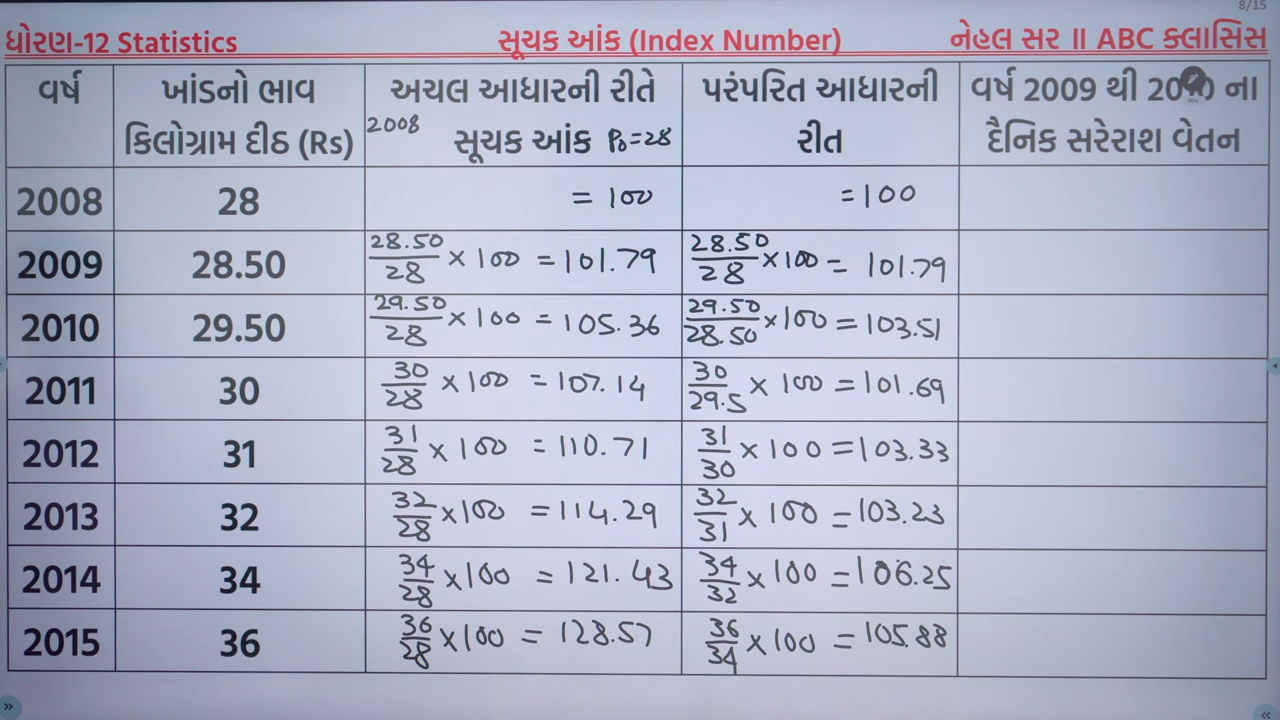 8/15
ધોરણ-12 Statistics સૂચક આંક (Index Number) નેહલ સર ॥ ABC ક્લાસિસ
વર્ષ ખાંડનો ભાવ કિલોગ્રામ દીઠ (Rs) અચલ આધારની રીતે 2008 સૂચક આંક P₀=28 પરંપરિત આધારની રીત વર્ષ 2009 થી ના દૈનિક સરેરાશ વેતન
2008 28 = 100 = 100
2009 28.50 28.50/28 × 100 = 101.79 28.50/28 × 100 = 101.79
2010 29.50 29.50/28 × 100 = 105.36 29.50/28.50 × 100 = 103.51
2011 30 30/28 × 100 = 107.14 30/29.5 × 100 = 101.69
2012 31 31/28 × 100 = 110.71 31/30 × 100 = 103.33
2013 32 32/28 × 100 = 114.29 32/31 × 100 = 103.23
2014 34 34/28 × 100 = 121.43 34/32 × 100 = 106.25
2015 36 36/28 × 100 = 128.57 36/34 × 100 = 105.88